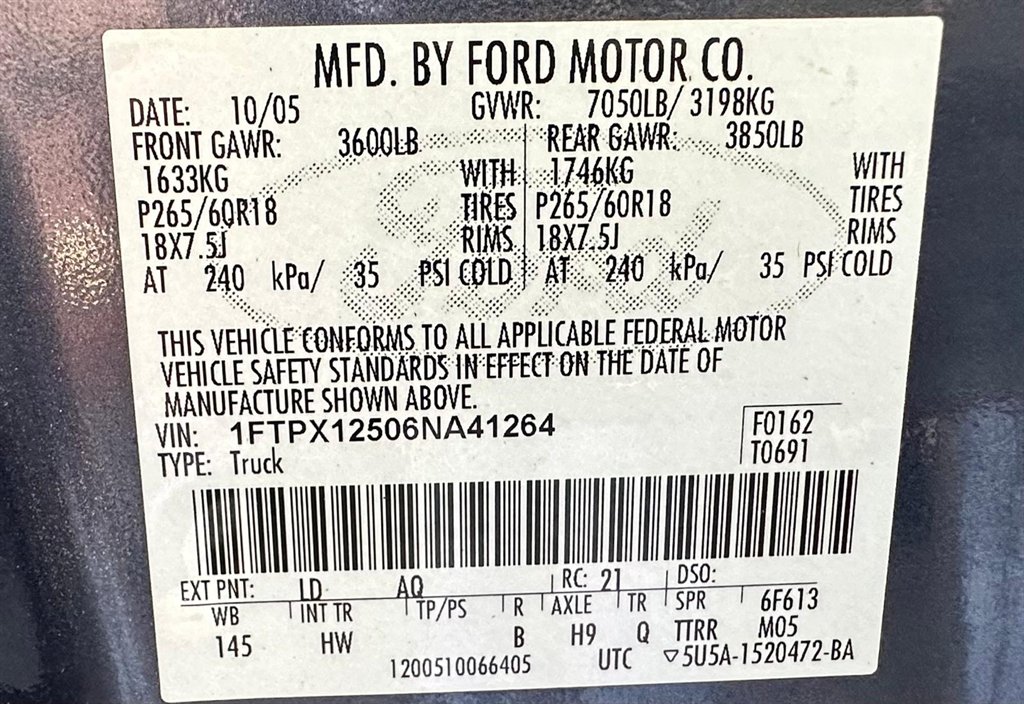 MFD. BY FORD MOTOR CO.
DATE: 10/05 GVWR: 7050LB/ 3198KG
FRONT GAWR: 3600LB REAR GAWR: 3850LB
1633KG WITH 1746KG WITH
P265/60R18 TIRES P265/60R18 TIRES
18X7.5J RIMS 18X7.5J RIMS
AT 240 kPa/ 35 PSI COLD AT 240 kPa/ 35 PSI COLD
THIS VEHICLE CONFORMS TO ALL APPLICABLE FEDERAL MOTOR
VEHICLE SAFETY STANDARDS IN EFFECT ON THE DATE OF
MANUFACTURE SHOWN ABOVE.
VIN: 1FTPX12506NA41264 F0162
TYPE: Truck T0691
EXT PNT: LD AQ RC: 21 DSO:
WB INT TR TP/PS R AXLE TR SPR 6F613
145 HW B H9 Q TTRR M05
1200510066405 UTC ▽5U5A-1520472-BA